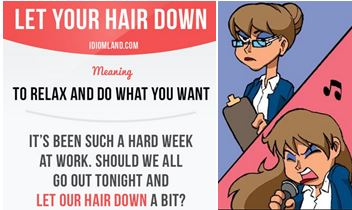 LET YOUR HAIR DOWN
IDIOMLAND.COM
Meaning
TO RELAX AND DO WHAT YOU WANT
IT'S BEEN SUCH A HARD WEEK
AT WORK. SHOULD WE ALL
GO OUT TONIGHT AND
LET OUR HAIR DOWN A BIT?